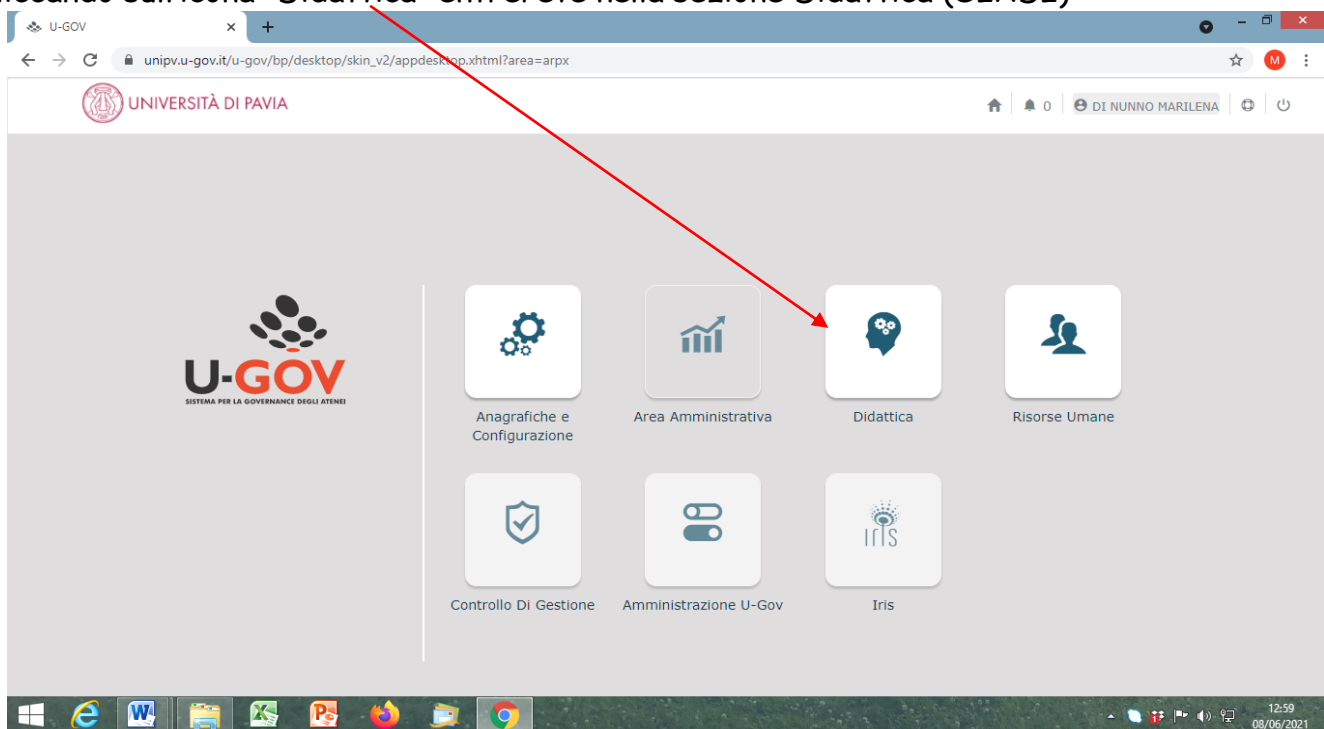 U-GOV
unipv.u-gov.it/u-gov/bp/desktop/skin_v2/appdesktop.xhtml?area=arpx
M
UNIVERSITÀ DI PAVIA
0 DI NUNNO MARILENA
U-GOV
SISTEMA PER LA GOVERNANCE DEGLI ATENEI
Anagrafiche e
Configurazione
Area Amministrativa
Didattica
Risorse Umane
Controllo Di Gestione
Amministrazione U-Gov
IRIS
Iris
12:59
08/06/2021